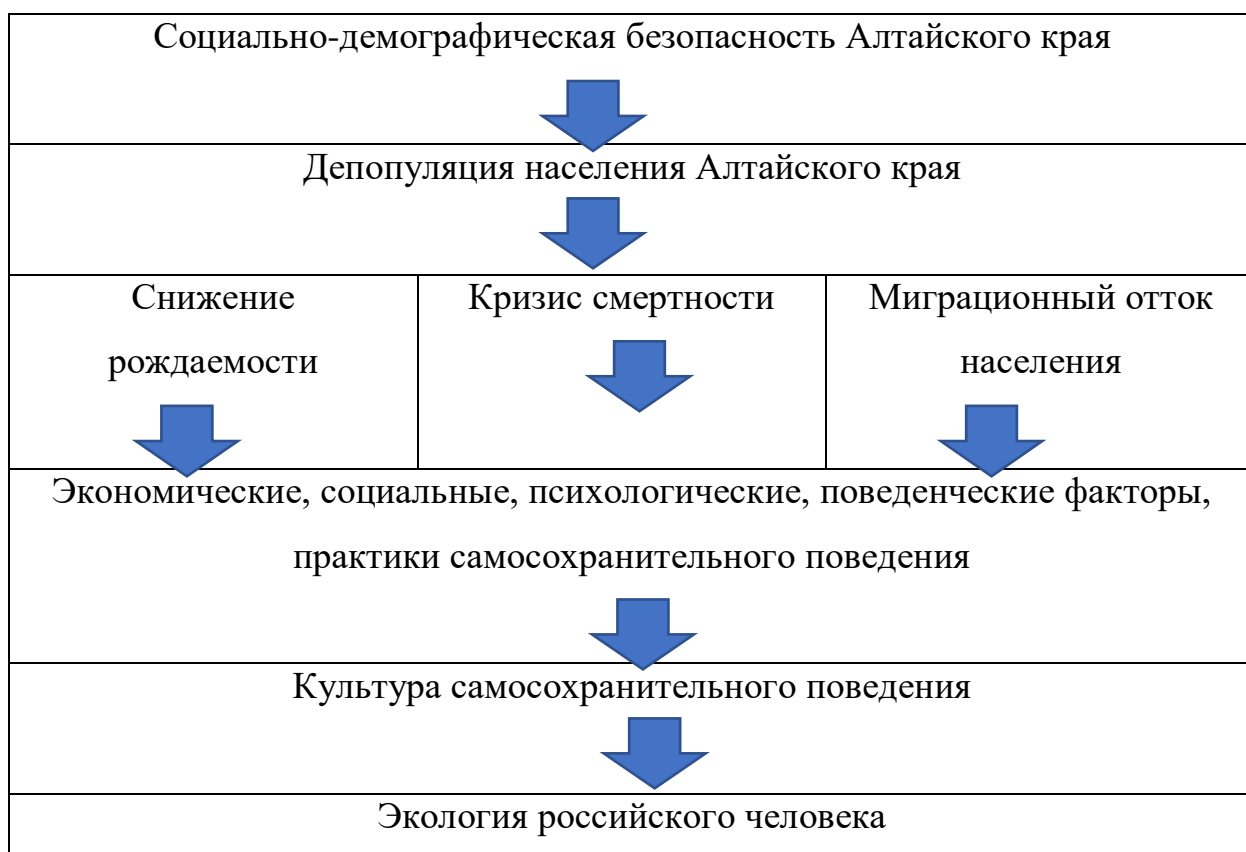 Социально-демографическая безопасность Алтайского края
Депопуляция населения Алтайского края
Снижение
рождаемости
Кризис смертности
Миграционный отток
населения
Экономические, социальные, психологические, поведенческие факторы,
практики самосохранительного поведения
Культура самосохранительного поведения
Экология российского человека